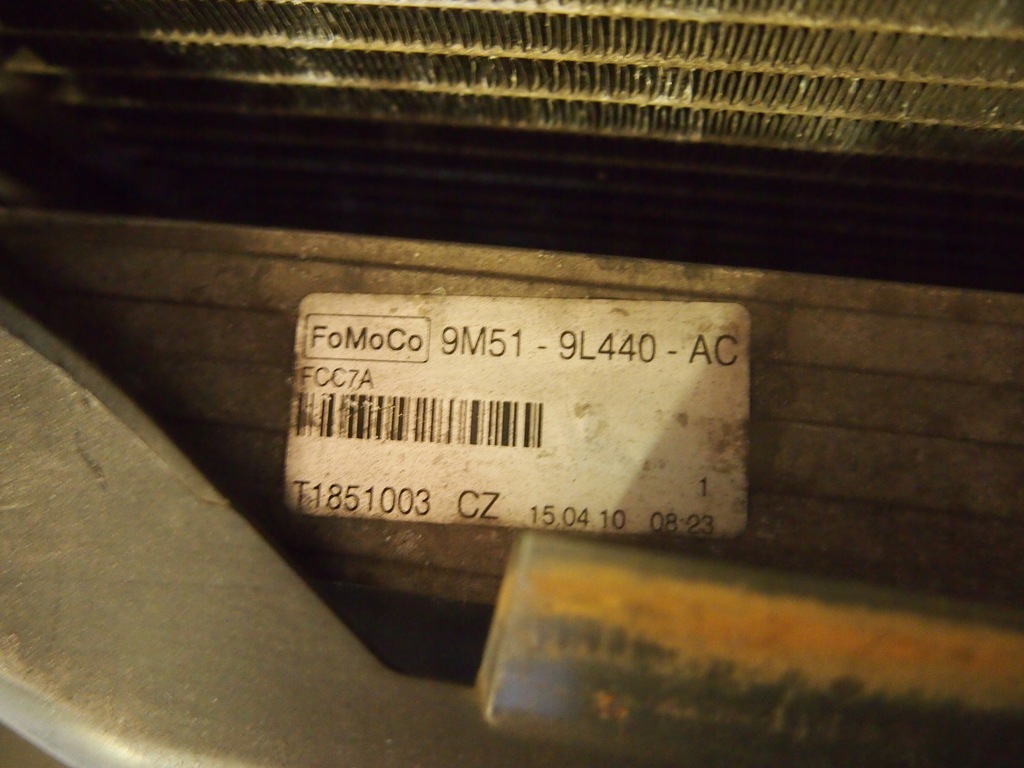 FoMoCo 9M51 - 9L440 - AC
FCC7A
1
T1851003 CZ 15.04 10 08:23